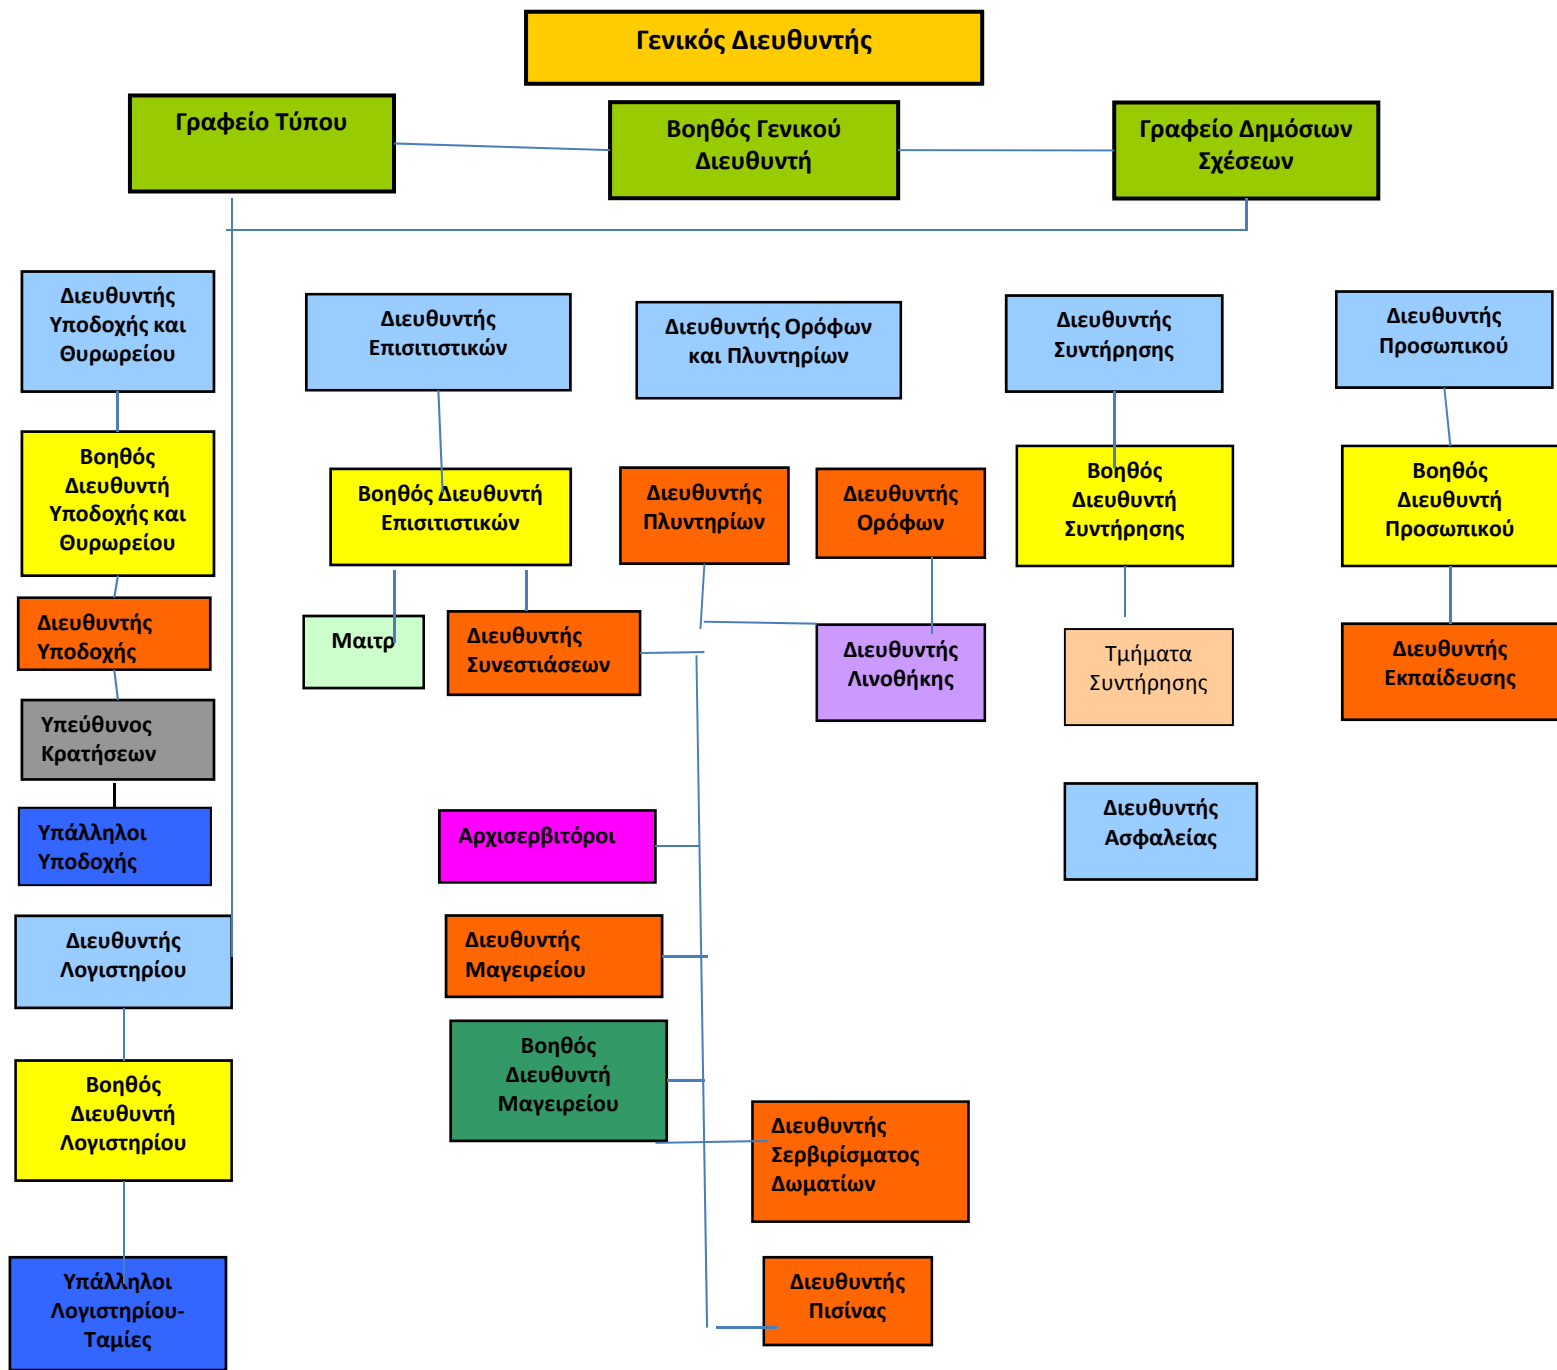 Γενικός Διευθυντής
Γραφείο Τύπου
Βοηθός Γενικού
Διευθυντή
Γραφείο Δημόσιων
Σχέσεων
Διευθυντής
Υποδοχής και
Θυρωρείου
Διευθυντής
Επισιτιστικών
Διευθυντής Ορόφων
και Πλυντηρίων
Διευθυντής
Συντήρησης
Διευθυντής
Προσωπικού
Βοηθός
Διευθυντή
Υποδοχής και
Θυρωρείου
Βοηθός Διευθυντή
Επισιτιστικών
Διευθυντής
Πλυντηρίων
Διευθυντής
Ορόφων
Βοηθός
Διευθυντή
Συντήρησης
Βοηθός
Διευθυντή
Προσωπικού
Διευθυντής
Υποδοχής
Μαιτρ
Διευθυντής
Συνεστιάσεων
Διευθυντής
Λινοθήκης
Τμήματα
Συντήρησης
Διευθυντής
Εκπαίδευσης
Υπεύθυνος
Κρατήσεων
Υπάλληλοι
Υποδοχής
Αρχισερβιτόροι
Διευθυντής
Ασφαλείας
Διευθυντής
Λογιστηρίου
Διευθυντής
Μαγειρείου
Βοηθός
Διευθυντή
Μαγειρείου
Βοηθός
Διευθυντή
Λογιστηρίου
Διευθυντής
Σερβιρίσματος
Δωματίων
Υπάλληλοι
Λογιστηρίου-
Ταμίες
Διευθυντής
Πισίνας